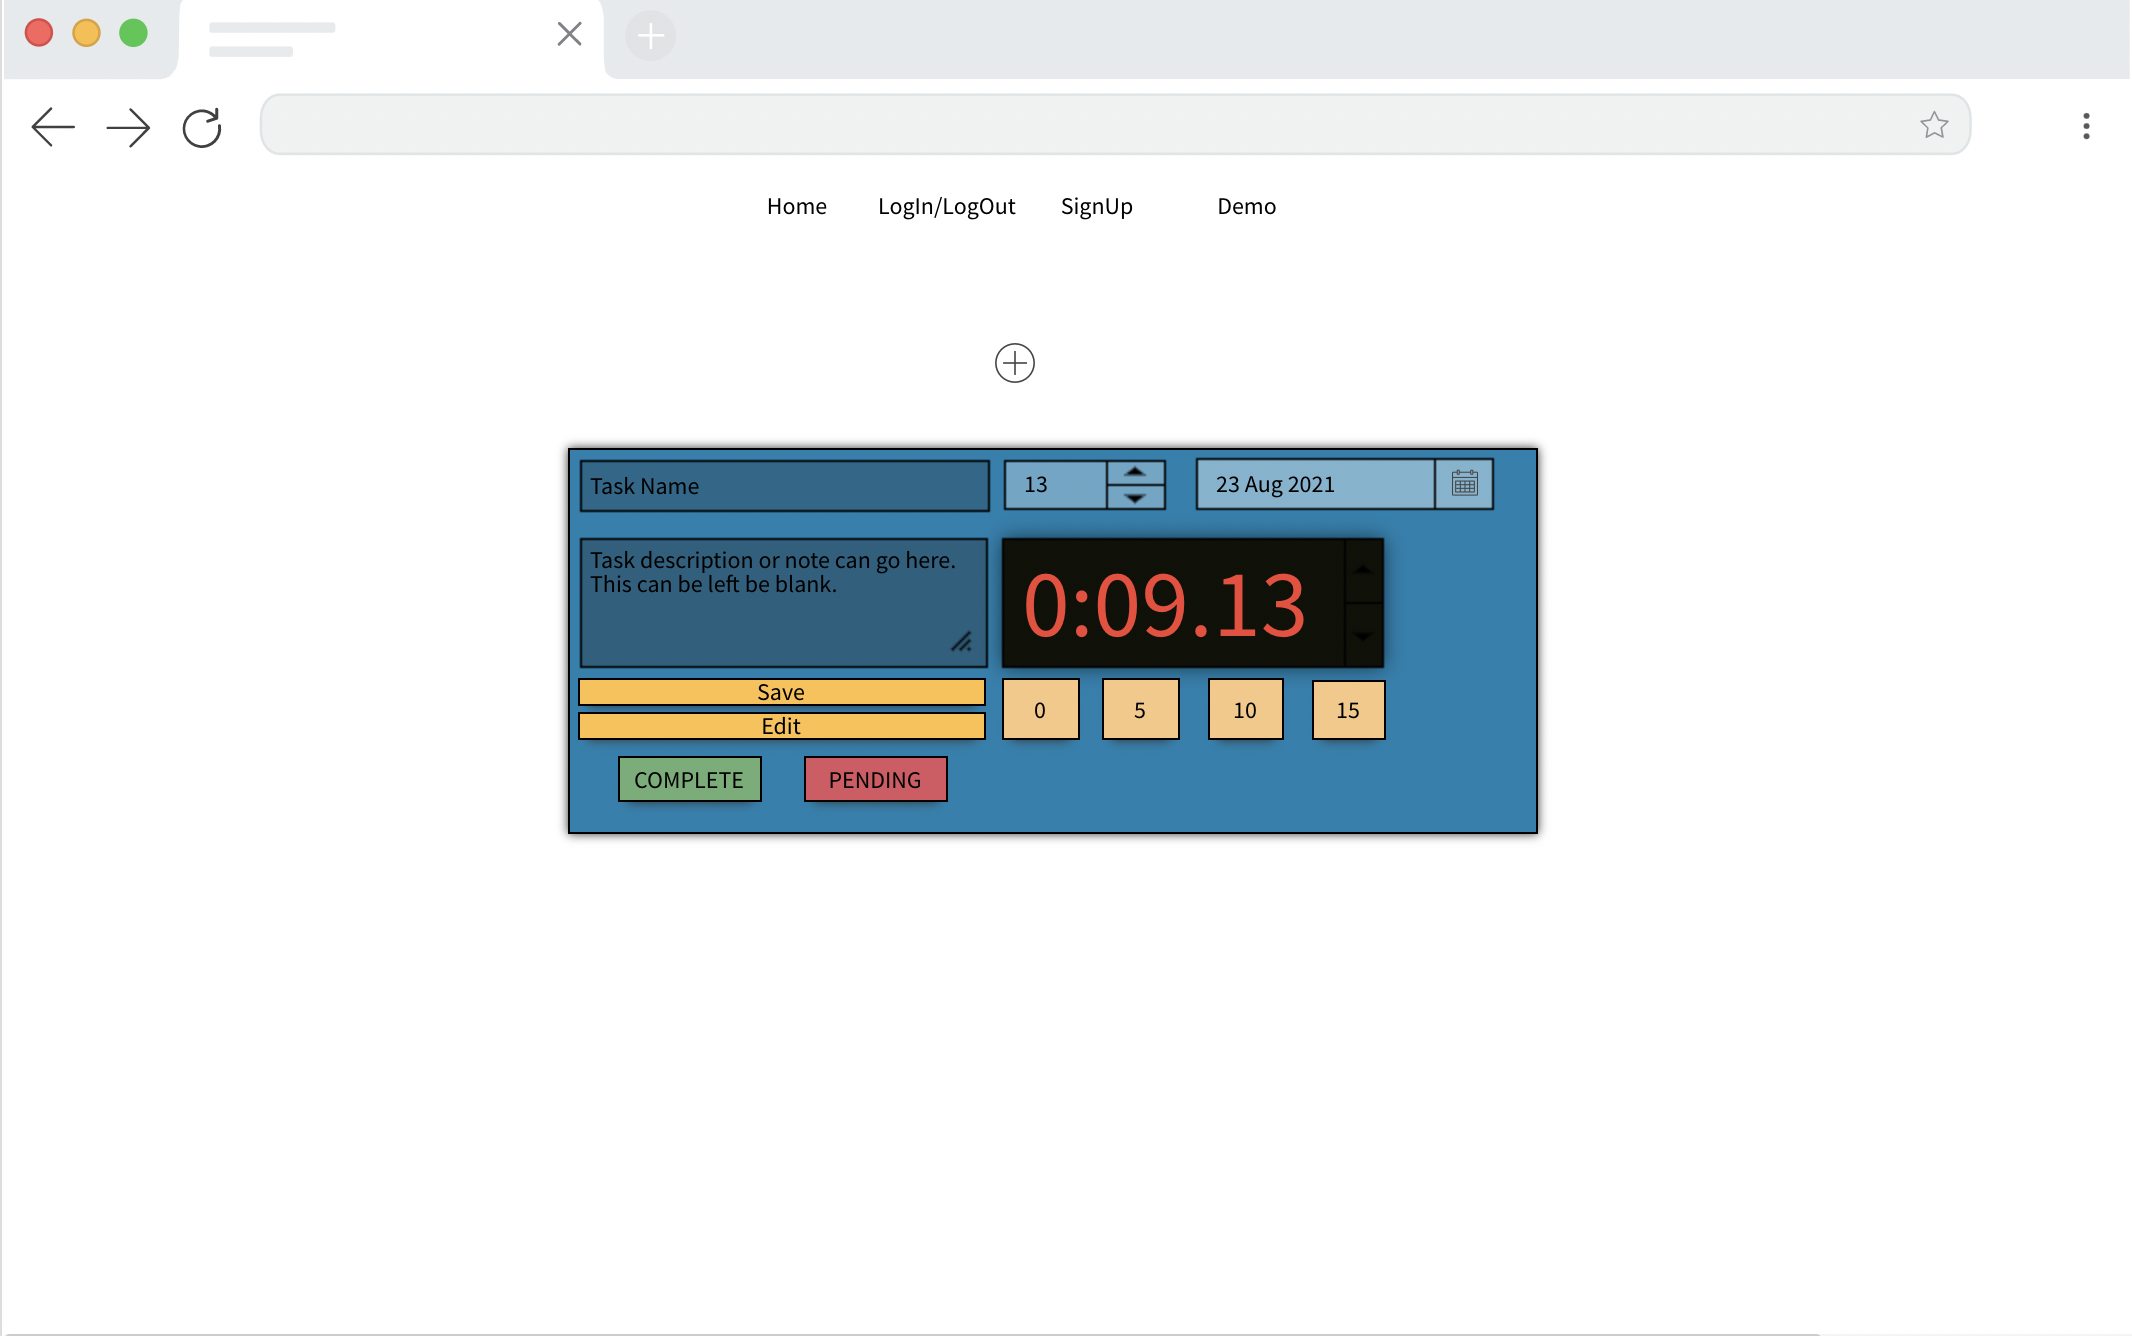 Home LogIn/LogOut SignUp Demo
Task Name
13
23 Aug 2021
Task description or note can go here.
This can be left be blank.
0:09.13
Save
Edit
0 5 10 15
COMPLETE PENDING